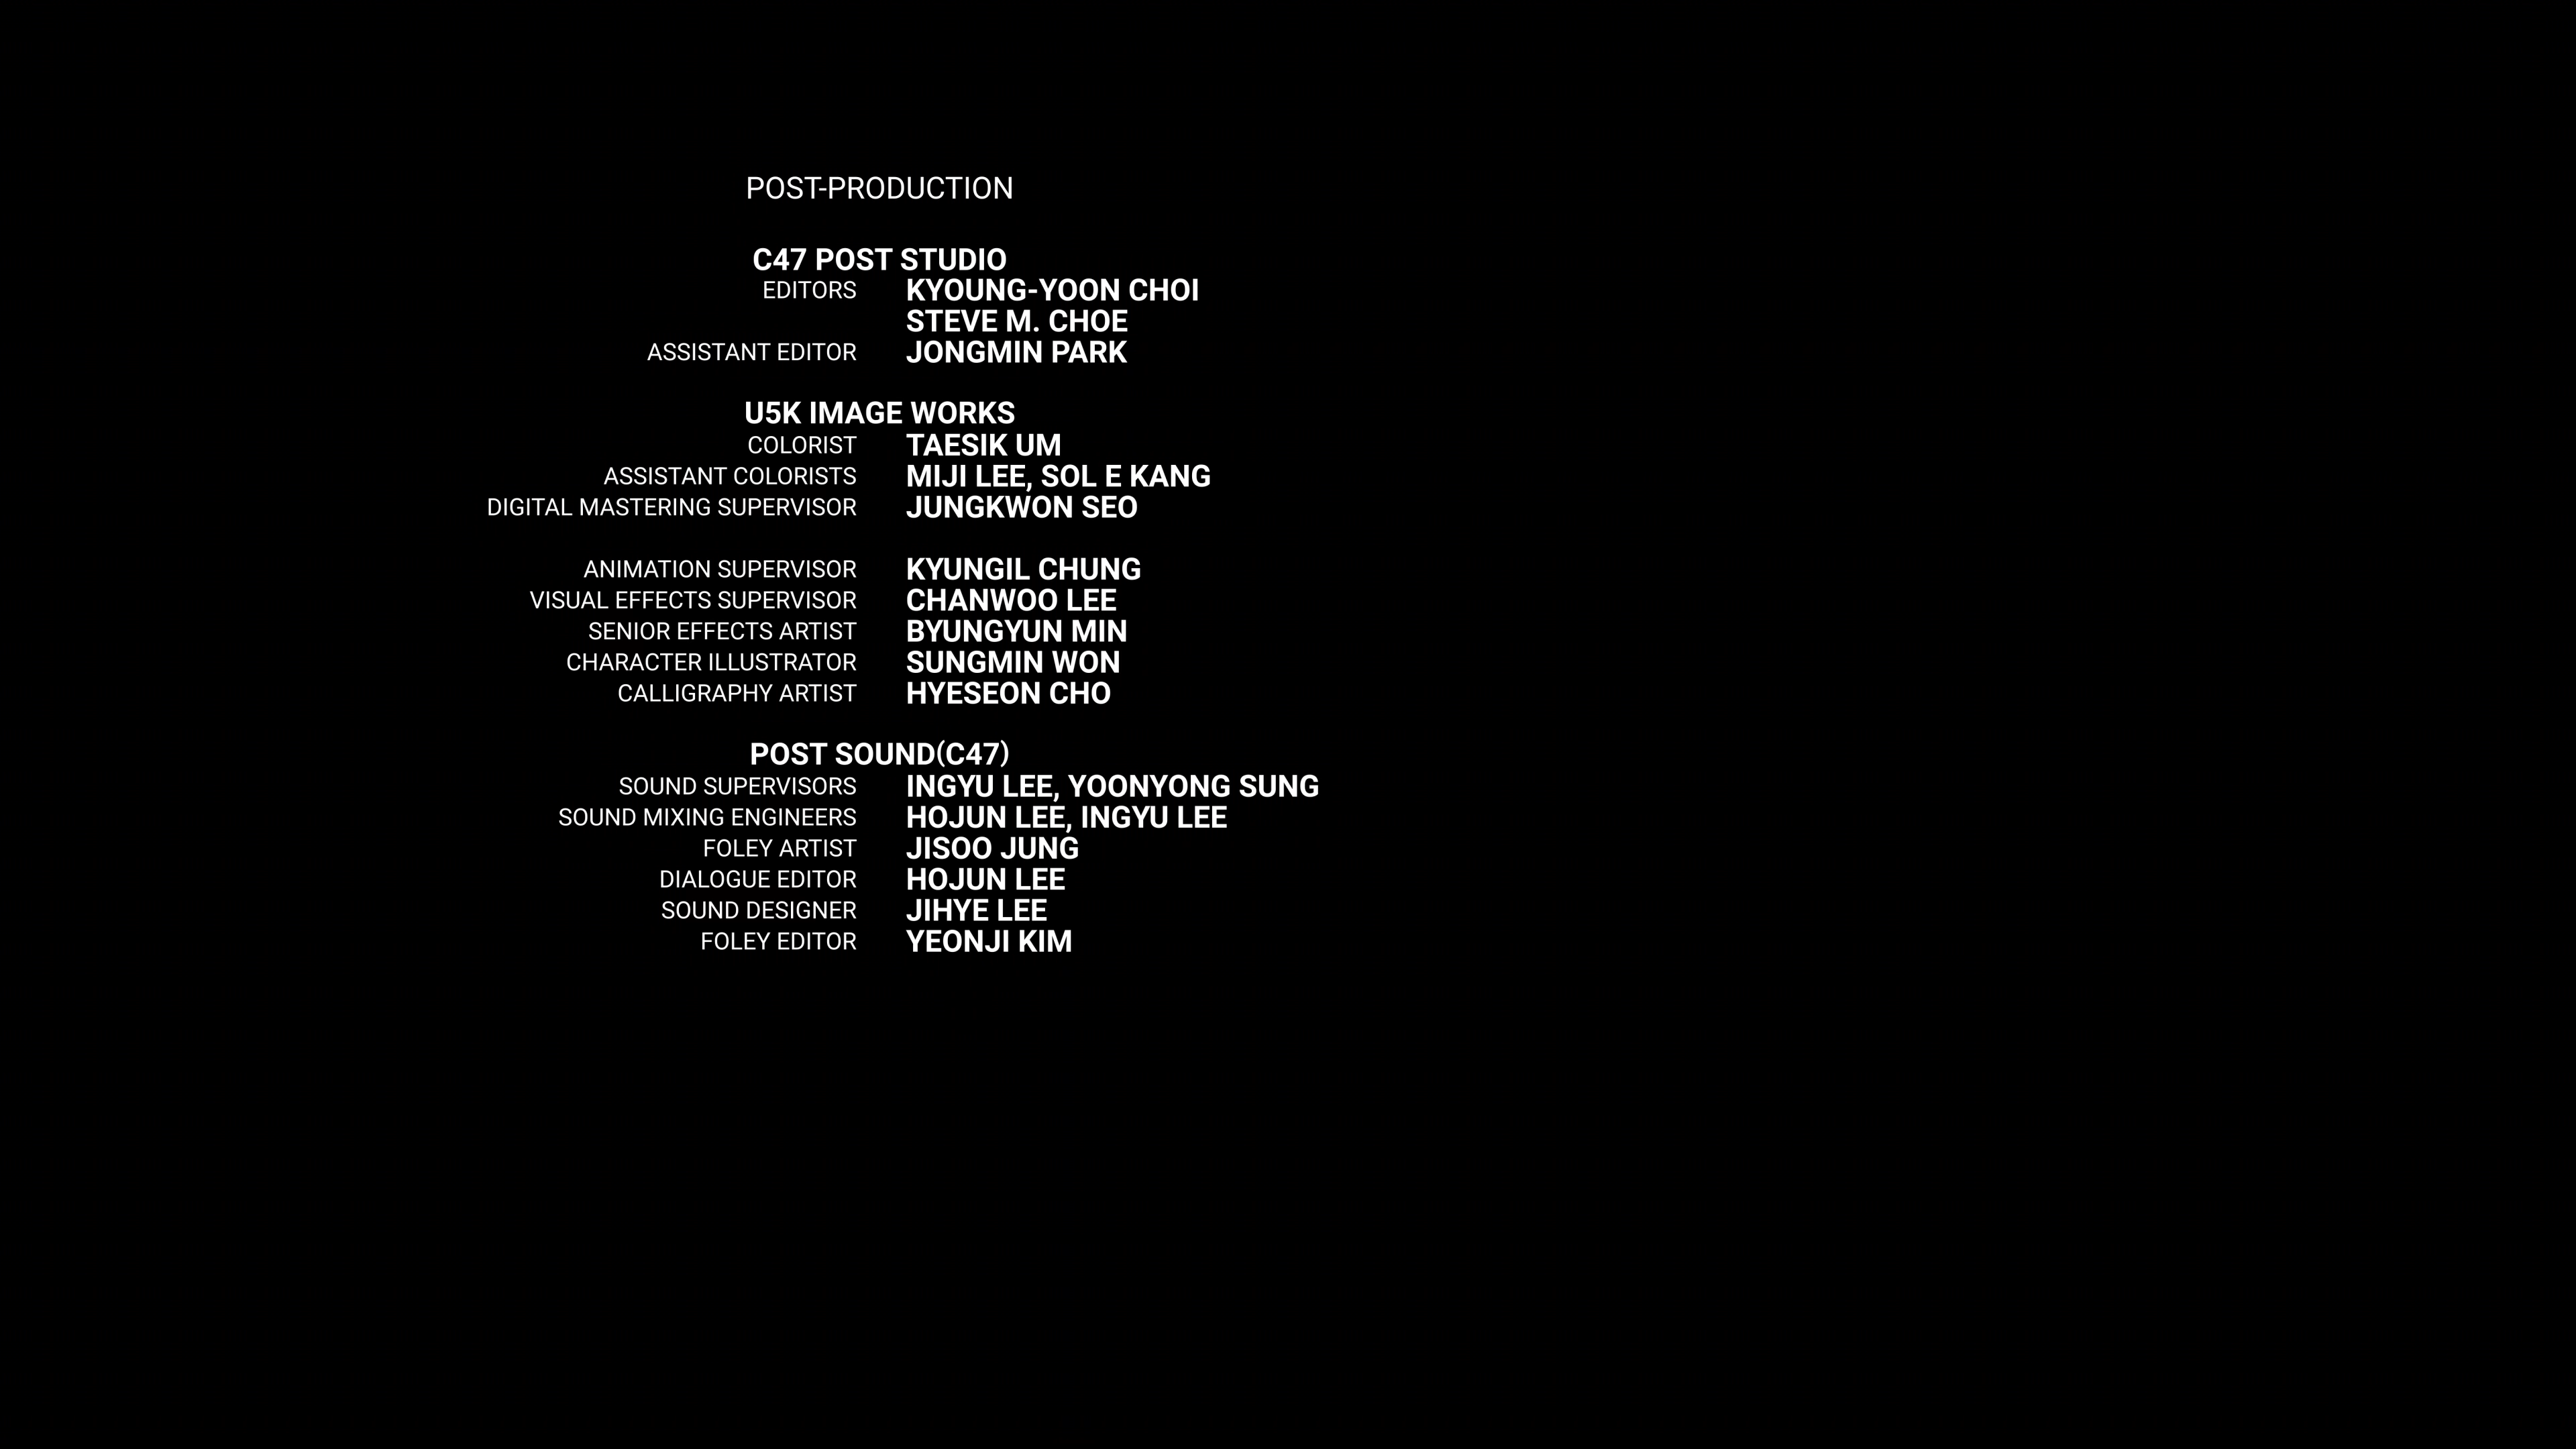 POST-PRODUCTION
C47 POST STUDIO
EDITORS KYOUNG-YOON CHOI
STEVE M. CHOE
ASSISTANT EDITOR JONGMIN PARK
U5K IMAGE WORKS
COLORIST TAESIK UM
ASSISTANT COLORISTS MIJI LEE, SOL E KANG
DIGITAL MASTERING SUPERVISOR JUNGKWON SEO
ANIMATION SUPERVISOR KYUNGIL CHUNG
VISUAL EFFECTS SUPERVISOR CHANWOO LEE
SENIOR EFFECTS ARTIST BYUNGYUN MIN
CHARACTER ILLUSTRATOR SUNGMIN WON
CALLIGRAPHY ARTIST HYESEON CHO
POST SOUND(C47)
SOUND SUPERVISORS INGYU LEE, YOONYONG SUNG
SOUND MIXING ENGINEERS HOJUN LEE, INGYU LEE
FOLEY ARTIST JISOO JUNG
DIALOGUE EDITOR HOJUN LEE
SOUND DESIGNER JIHYE LEE
FOLEY EDITOR YEONJI KIM